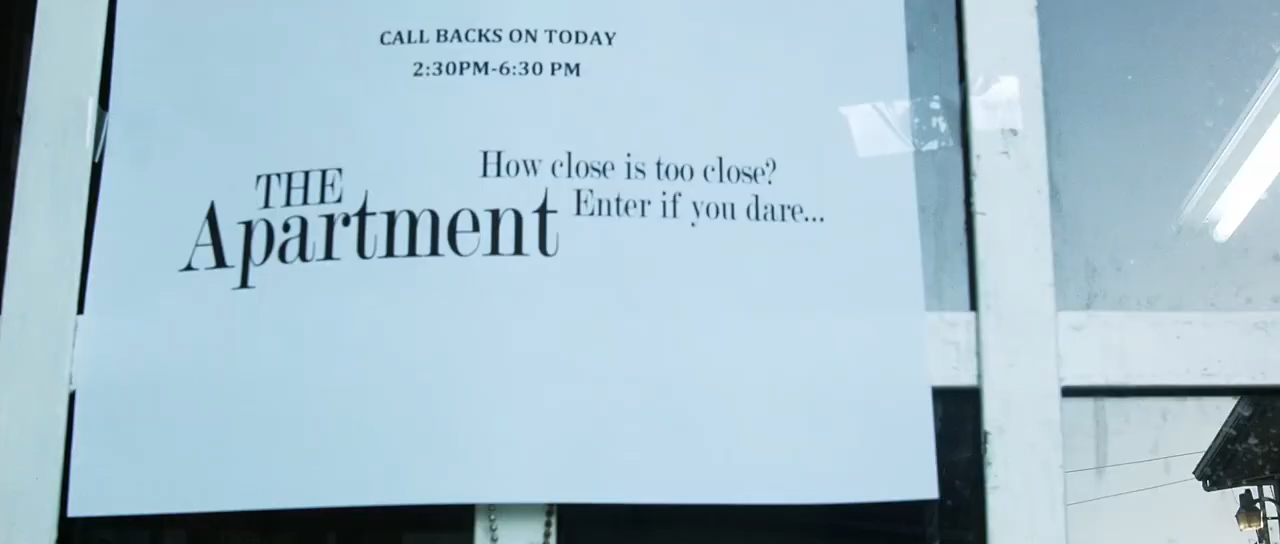 CALL BACKS ON TODAY
2:30PM-6:30 PM
THE
Apartment
How close is too close?
Enter if you dare...